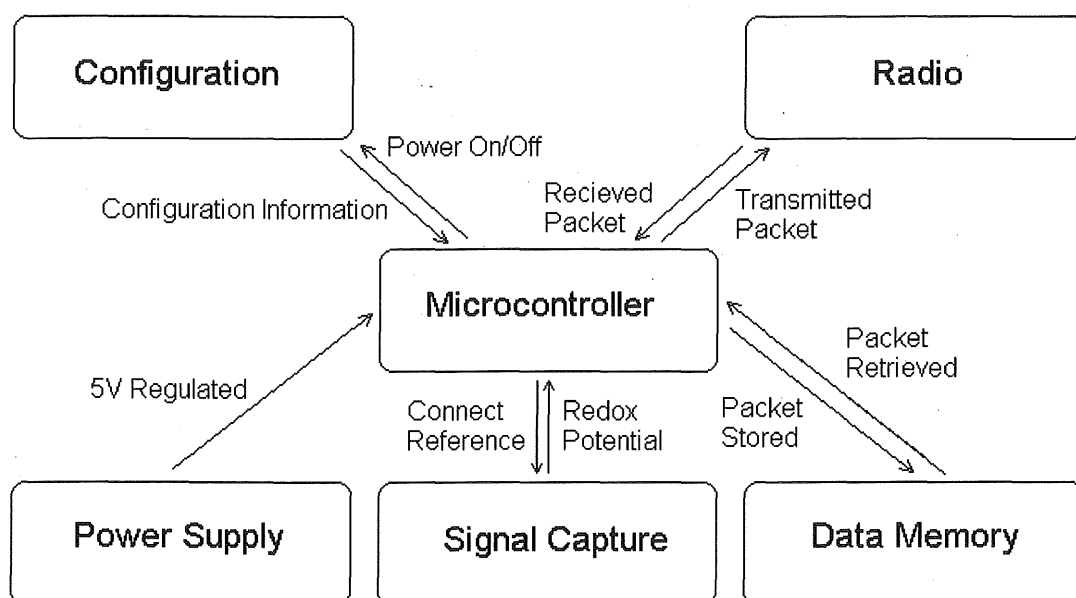 Configuration
Radio
Power On/Off
Configuration Information
Recieved
Packet
Transmitted
Packet
Microcontroller
5V Regulated
Connect
Reference
Redox
Potential
Packet
Stored
Packet
Retrieved
Power Supply
Signal Capture
Data Memory